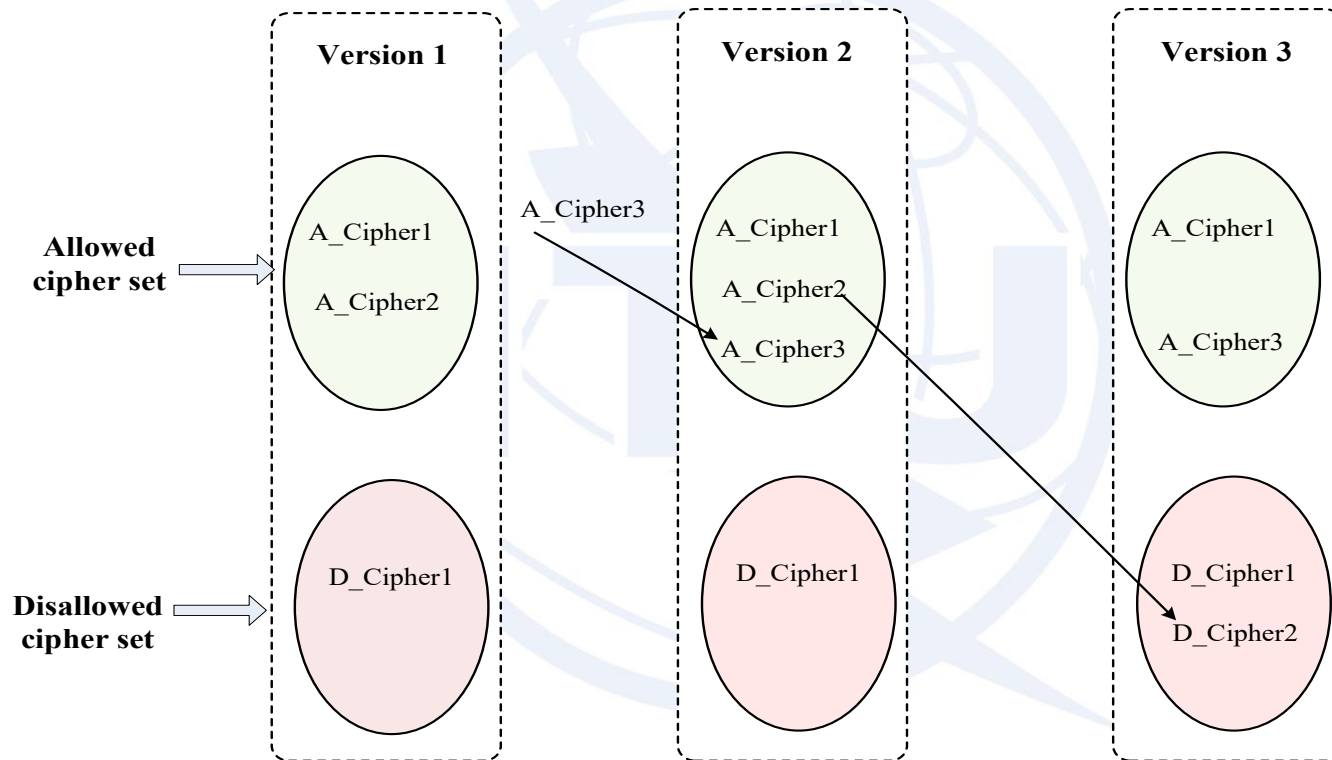 Version 1
Version 2
Version 3
Allowed
cipher set
A_Cipher1
A_Cipher2
A_Cipher3
A_Cipher1
A_Cipher2
A_Cipher3
A_Cipher1
A_Cipher3
Disallowed
cipher set
D_Cipher1
D_Cipher1
D_Cipher1
D_Cipher2
ITU